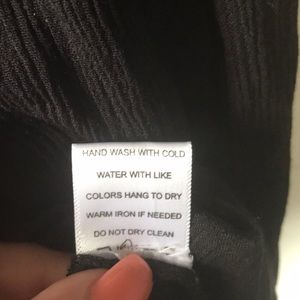 HAND WASH WITH COLD
WATER WITH LIKE
COLORS HANG TO DRY
WARM IRON IF NEEDED
DO NOT DRY CLEAN